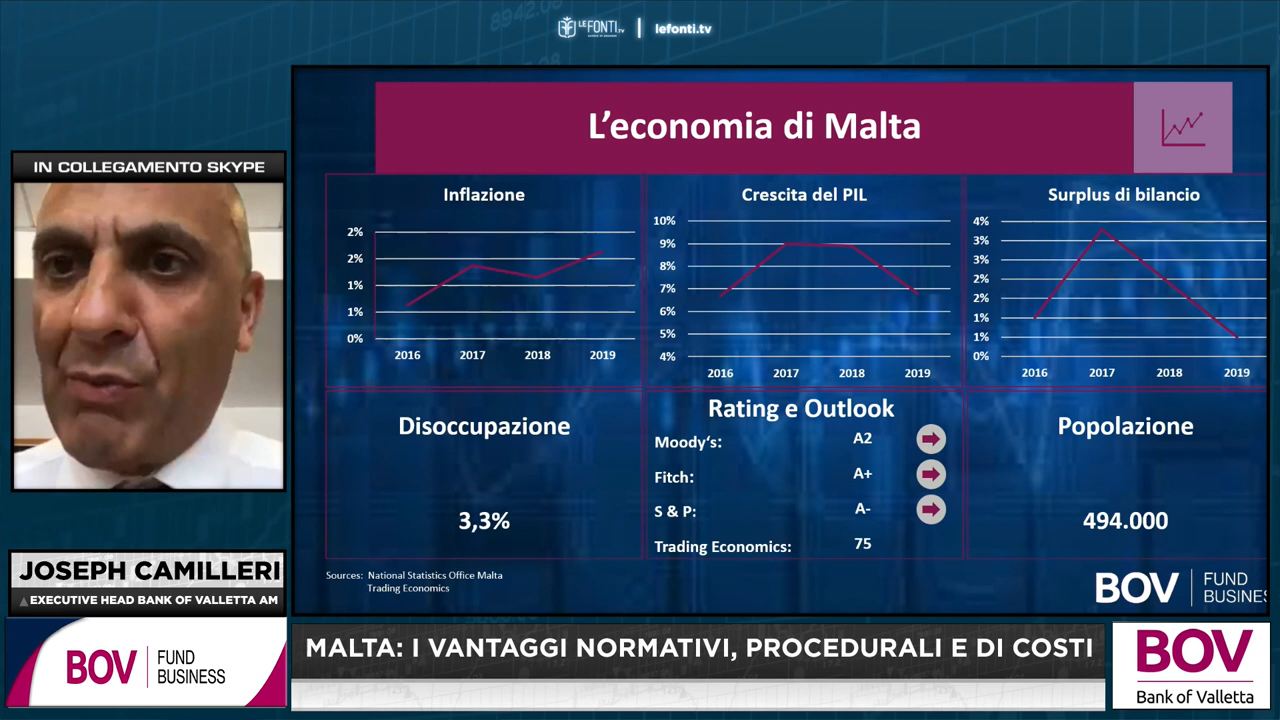 8942.08
LE FONTI.TV
lefonti.tv
L'economia di Malta
IN COLLEGAMENTO SKYPE
Inflazione
2%
2%
1%
1%
0%
2016 2017 2018 2019
Crescita del PIL
10%
9%
8%
7%
6%
5%
4%
2016 2017 2018 2019
Surplus di bilancio
4%
3%
3%
2%
2%
1%
1%
0%
2016 2017 2018 2019
Disoccupazione
3,3%
Rating e Outlook
Moody's: A2
Fitch: A+
S & P: A-
Trading Economics: 75
Popolazione
494.000
Sources: National Statistics Office Malta
Trading Economics
BOV FUND
BUSINES
JOSEPH CAMILLERI
EXECUTIVE HEAD BANK OF VALLETTA AM
BOV FUND
BUSINESS
MALTA: I VANTAGGI NORMATIVI, PROCEDURALI E DI COSTI
BOV
Bank of Valletta